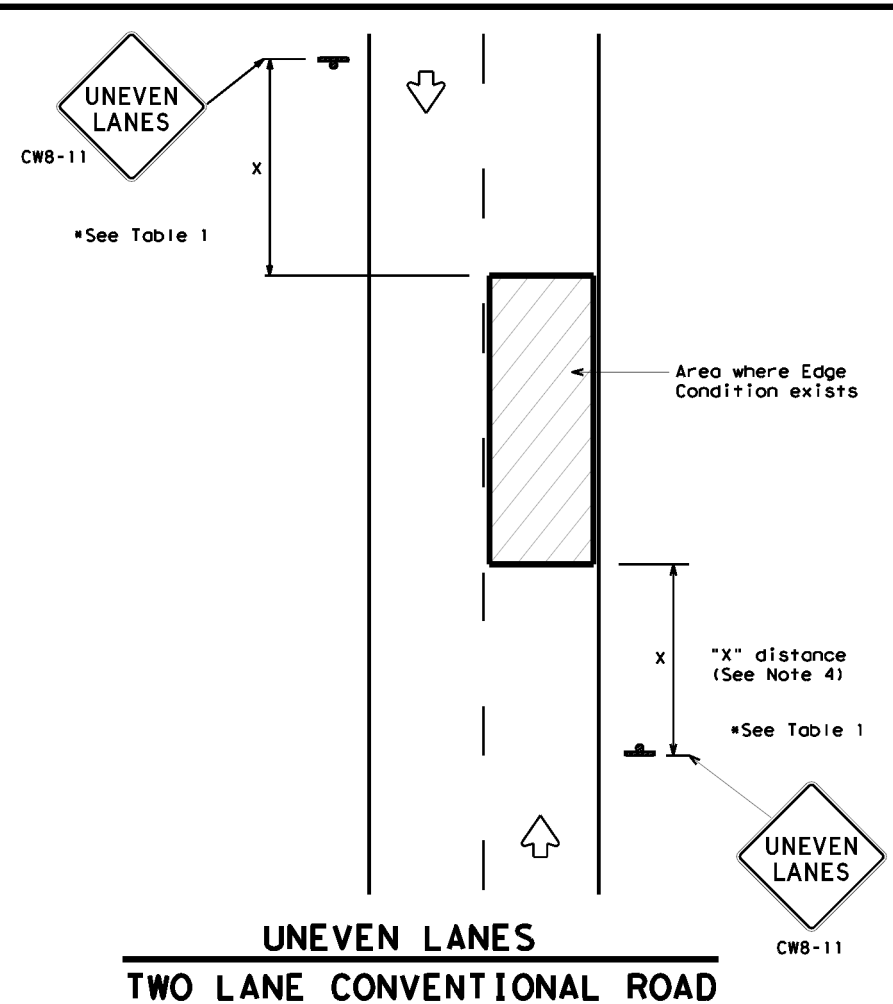 UNEVEN
LANES
CW8-11
X
*See Table 1
Area where Edge
Condition exists
X
"X" distance
(See Note 4)
*See Table 1
UNEVEN
LANES
CW8-11
UNEVEN LANES
TWO LANE CONVENTIONAL ROAD